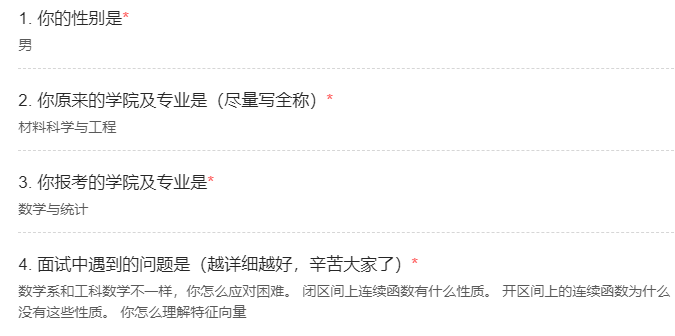 1. 你的性别是*
男
2. 你原来的学院及专业是（尽量写全称）*
材料科学与工程
3. 你报考的学院及专业是*
数学与统计
4. 面试中遇到的问题是（越详细越好，辛苦大家了）*
数学系和工科数学不一样，你怎么应对困难。 闭区间上连续函数有什么性质。 开区间上的连续函数为什么
没有这些性质。 你怎么理解特征向量